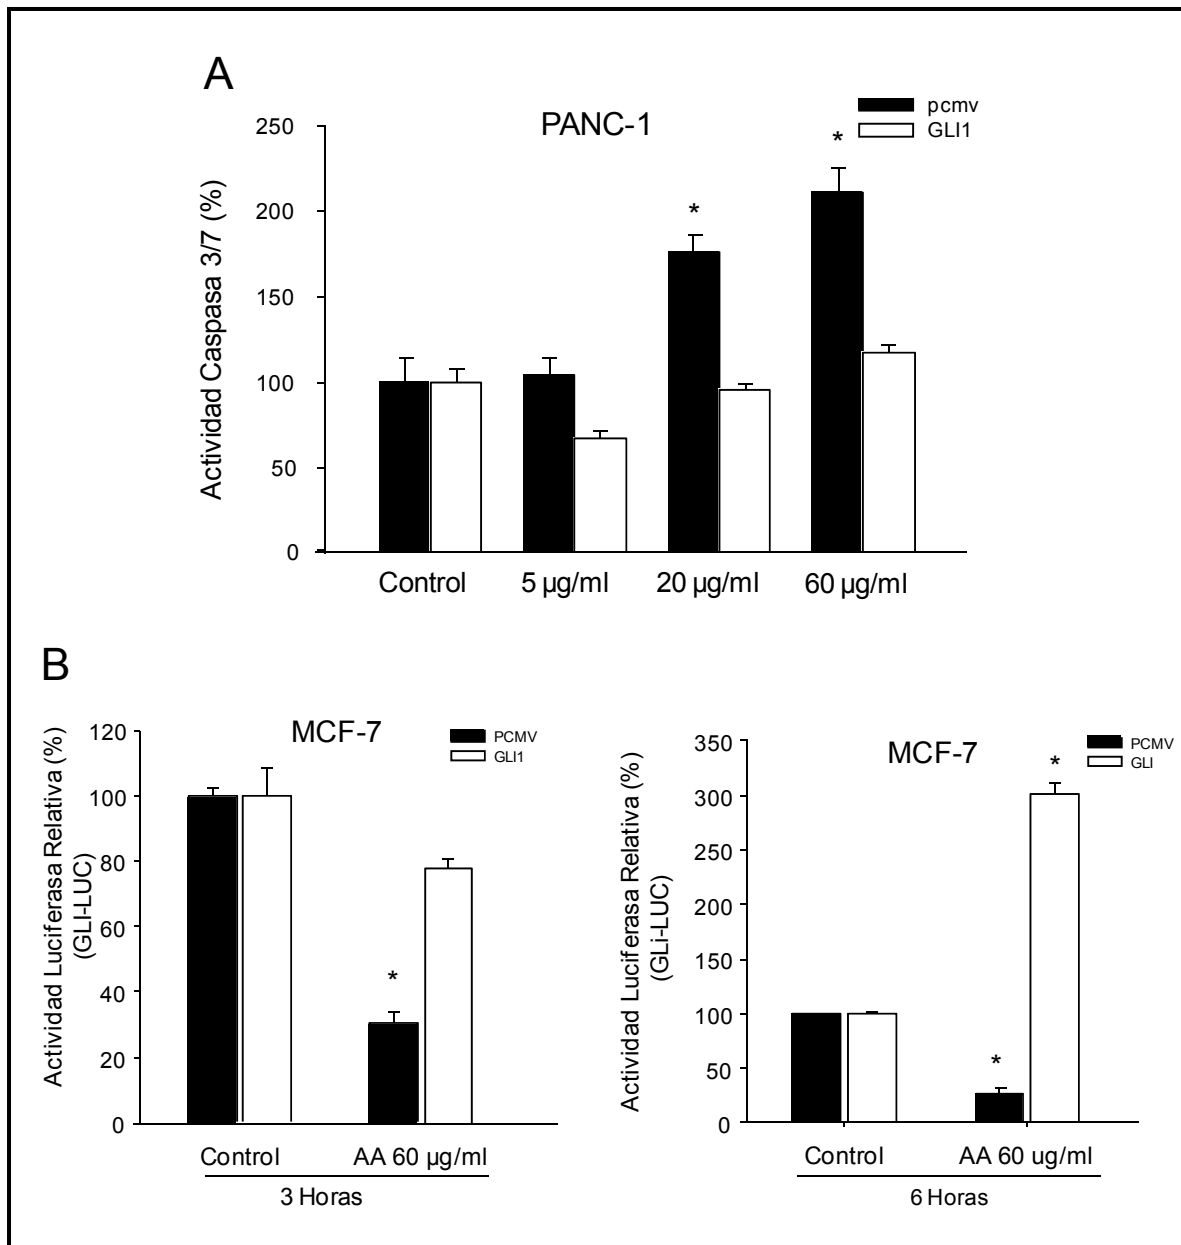 A
PANC-1
pcmv
GLI1
Actividad Caspasa 3/7 (%)
250
200
150
100
50
0
*
*
Control
5 µg/ml
20 µg/ml
60 µg/ml
B
MCF-7
PCMV
GLI1
Actividad Luciferasa Relativa (%)
(GLI-LUC)
120
100
80
60
40
20
0
*
Control
AA 60 µg/ml
3 Horas
MCF-7
PCMV
GLI
Actividad Luciferasa Relativa (%)
(GLi-LUC)
350
300
250
200
150
100
50
0
*
*
Control
AA 60 ug/ml
6 Horas